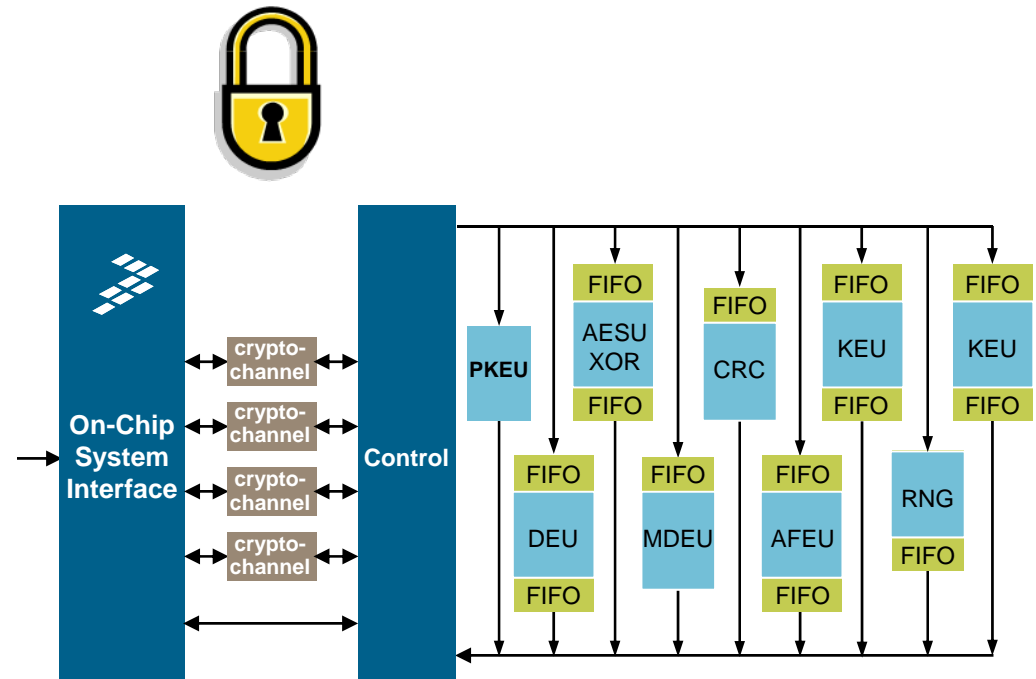 On-Chip
System
Interface
crypto-
channel
crypto-
channel
crypto-
channel
crypto-
channel
Control
PKEU
FIFO
AESU
XOR
FIFO
FIFO
CRC
FIFO
KEU
FIFO
FIFO
KEU
FIFO
FIFO
DEU
FIFO
FIFO
MDEU
FIFO
AFEU
FIFO
RNG
FIFO